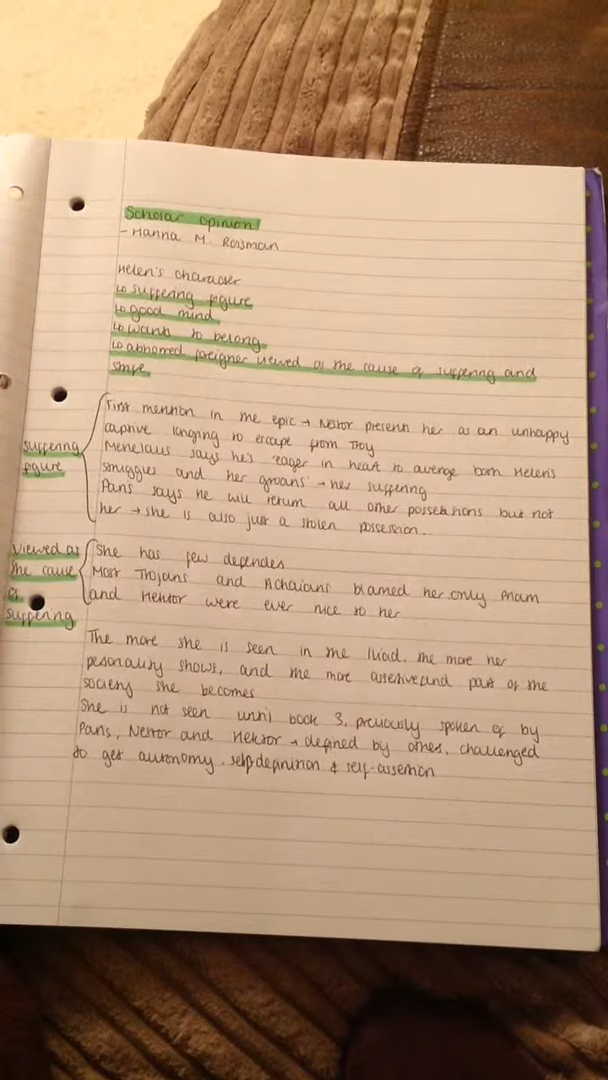 Scholar opinion
- Hanna M. Roisman
Helen's character
↳ suffering figure
↳ good mind
↳ wants to belong
↳ abhorred foreigner viewed as the cause of suffering and
strife
First mention in the epic → Nestor presents her as an unhappy
captive longing to escape from Troy
suffering
figure
Menelaus says he's 'eager in heart to avenge both Helen's
struggles and her groans' → her suffering
Paris says he will return all other possessions but not
her → she is also just a stolen possession...
viewed as
the cause
of
suffering
She has few defendes
Most Trojans and Achaians blamed her, only Priam
and Hektor were ever nice to her
The more she is seen in the Iliad, the more her
personality shows, and the more assertive and part of the
society she becomes
She is not seen until book 3, previously spoken of by
Paris, Nestor and Hektor → defined by others, challenged
to get autonomy, self definition & self-assertion